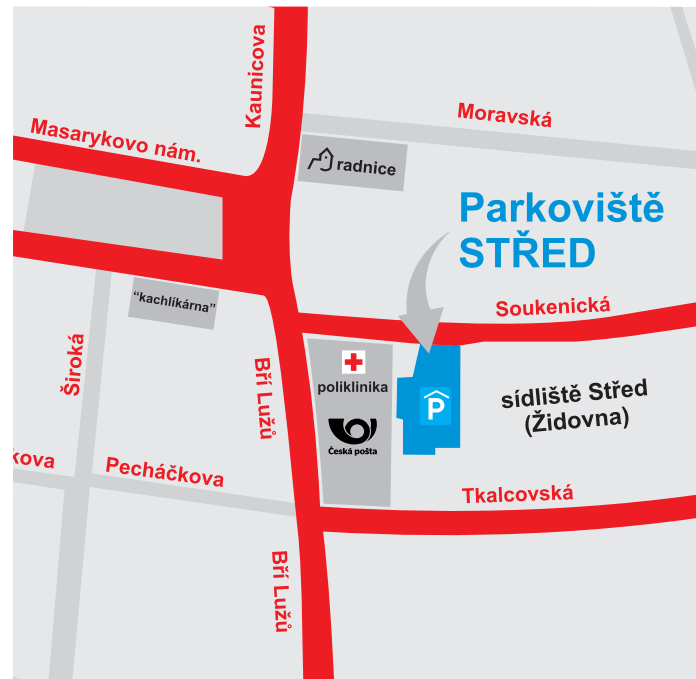 Kaunicova
Moravská
Masarykovo nám.
radnice
Parkoviště
STŘED
"kachlíkárna"
Soukenická
Široká
Bří Lužů
poliklinika
P
sídliště Střed
(Židovna)
Česká pošta
kova
Pecháčkova
Tkalcovská
Bří Lužů